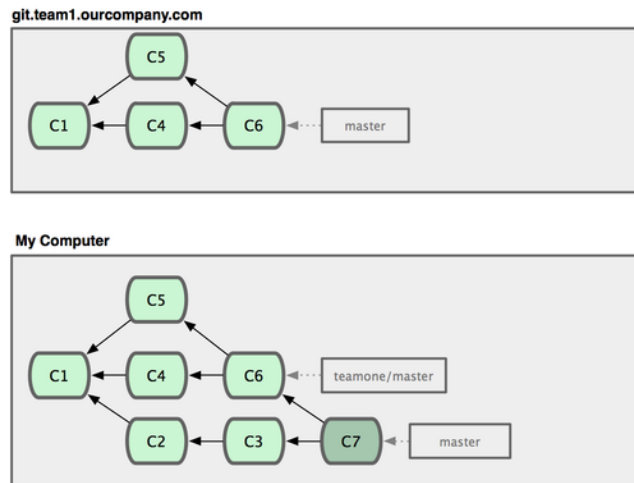 git.team1.ourcompany.com
C5
C1
C4
C6
master
My Computer
C5
C1
C4
C6
teamone/master
C2
C3
C7
master